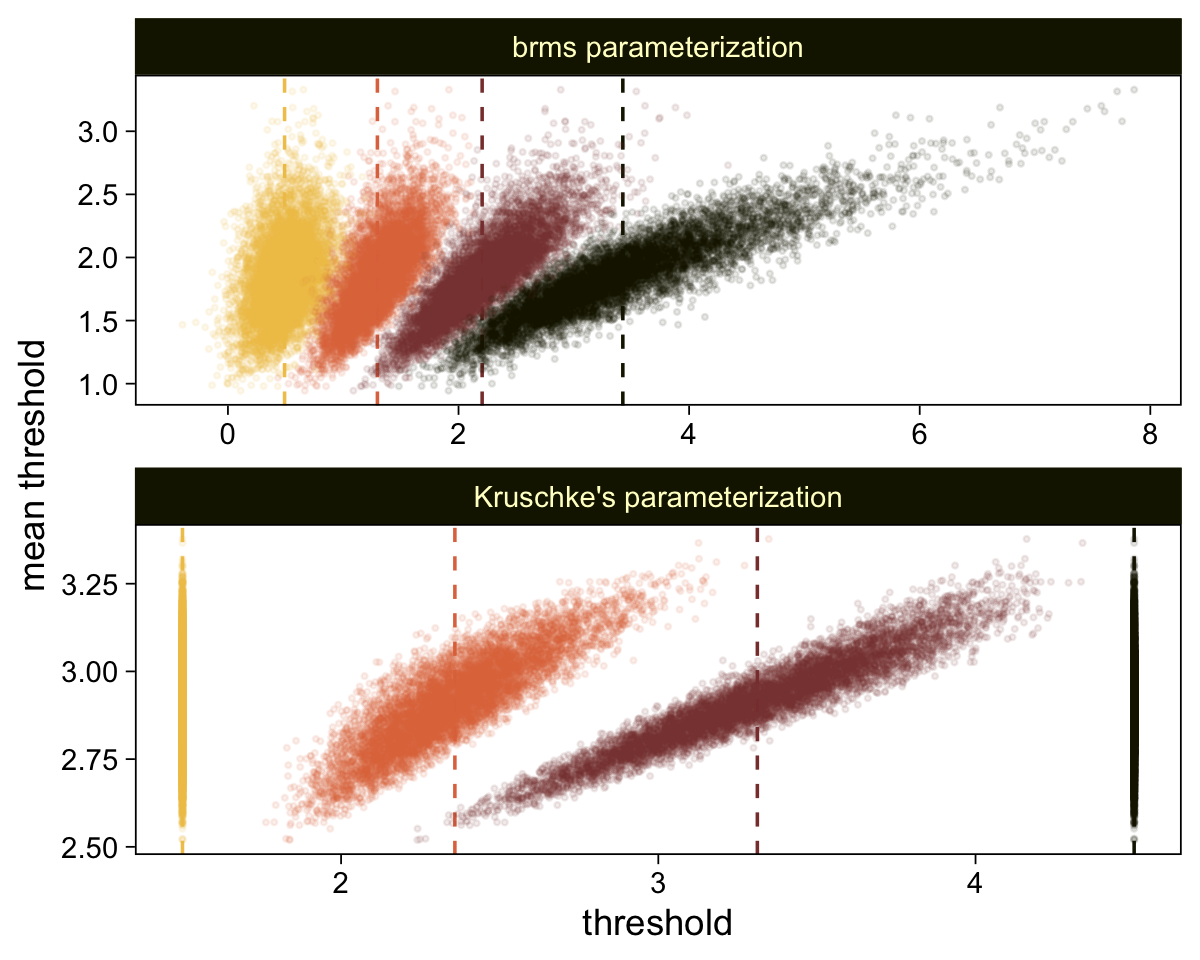 brms parameterization
3.0
2.5
2.0
1.5
1.0
0 2 4 6 8
mean threshold
Kruschke's parameterization
3.25
3.00
2.75
2.50
2 3 4
threshold